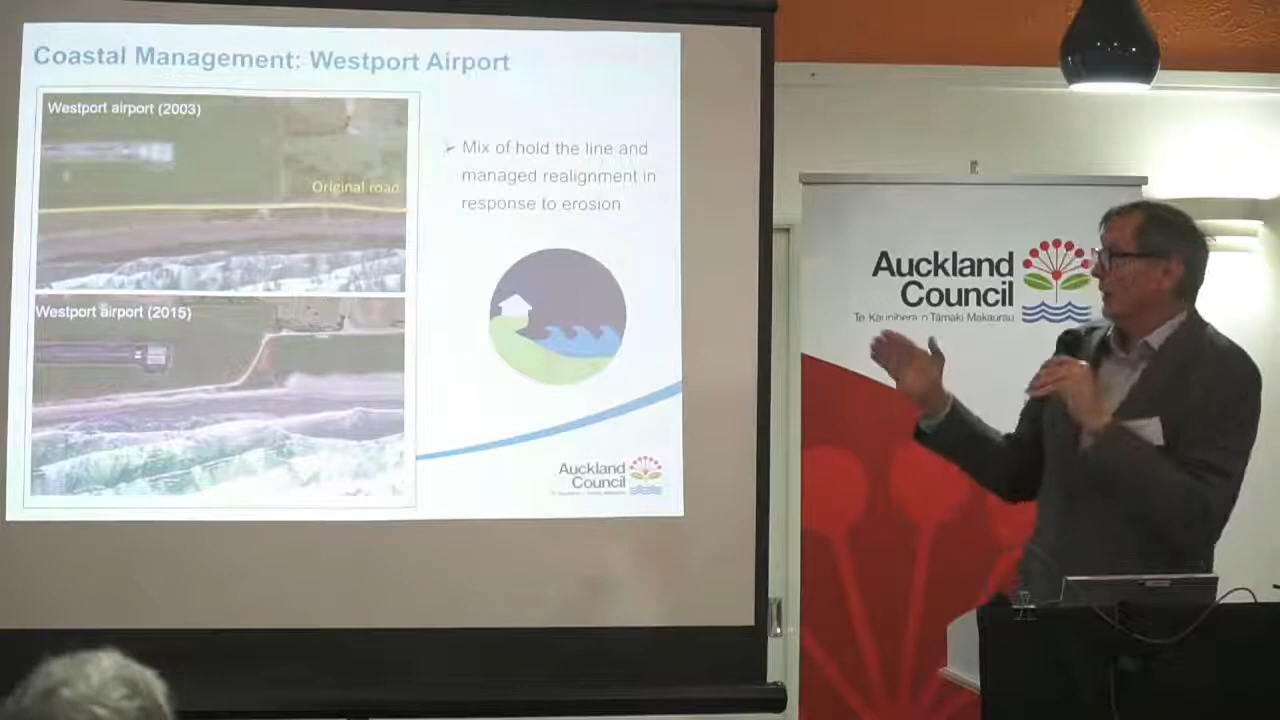 Coastal Management: Westport Airport
Westport airport (2003)
Original road
Westport airport (2015)
Mix of hold the line and
managed realignment in
response to erosion
Auckland
Council
Auckland
Council
Te Kaunihera o Tāmaki Makaurau